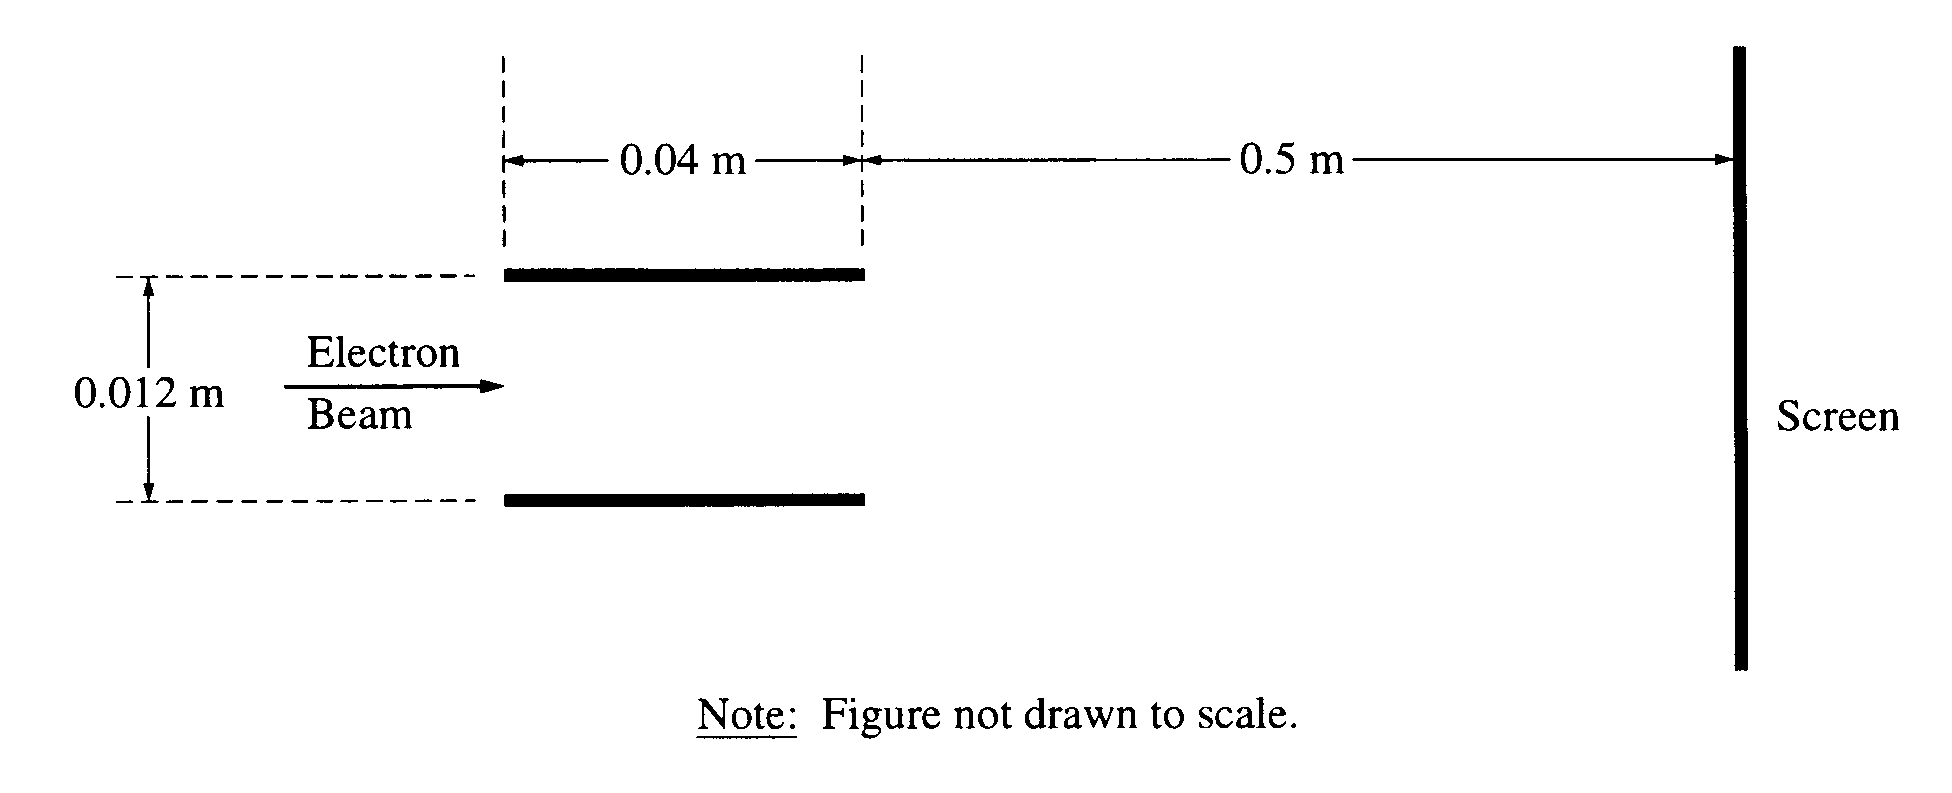 0.04 m
0.5 m
Electron
0.012 m
Beam
Screen
Note: Figure not drawn to scale.